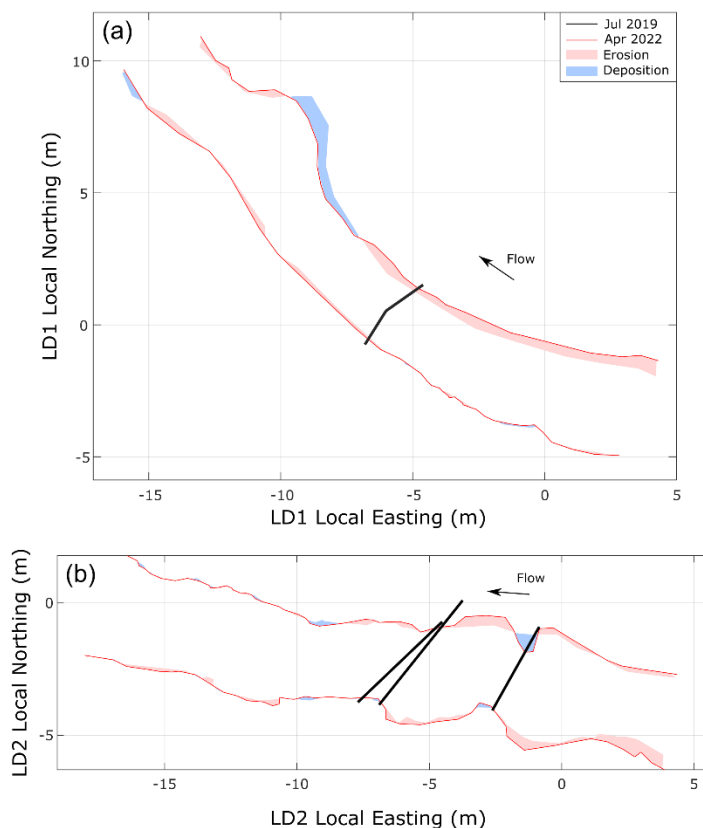 (a)
Jul 2019
Apr 2022
Erosion
Deposition
10
5
0
-5
Flow
LD1 Local Northing (m)
-15
-10
-5
0
5
LD1 Local Easting (m)
(b)
0
-5
Flow
LD2 Local Northing (m)
-15
-10
-5
0
LD2 Local Easting (m)